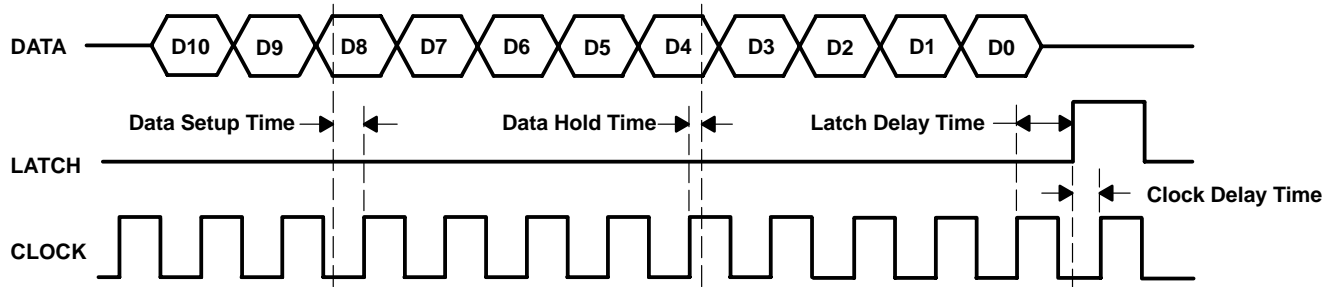 DATA D10 D9 D8 D7 D6 D5 D4 D3 D2 D1 D0
Data Setup Time Data Hold Time Latch Delay Time
LATCH
Clock Delay Time
CLOCK